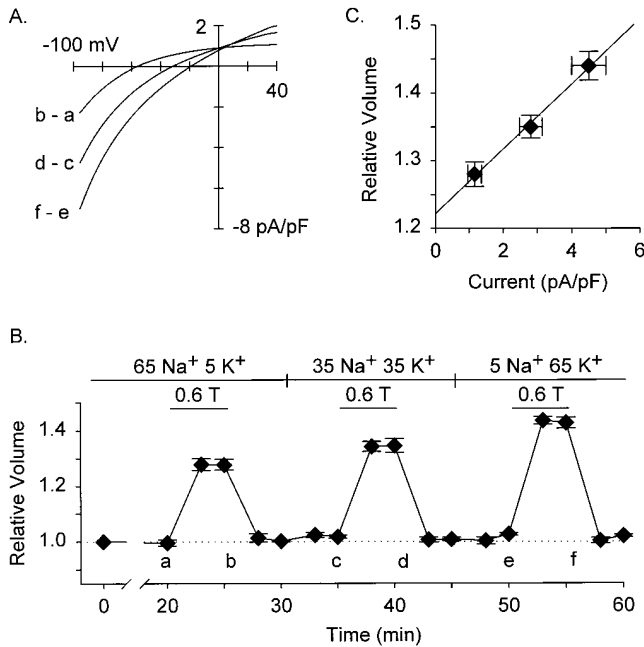 A.
2
-100 mV
40
b - a
d - c
f - e
-8 pA/pF
C.
1.5
1.4
1.3
1.2
Relative Volume
0 2 4 6
Current (pA/pF)
B.
65 Na⁺ 5 K⁺ 35 Na⁺ 35 K⁺ 5 Na⁺ 65 K⁺
0.6 T 0.6 T 0.6 T
1.4
1.2
1.0
Relative Volume
a b c d e f
0 20 30 40 50 60
Time (min)